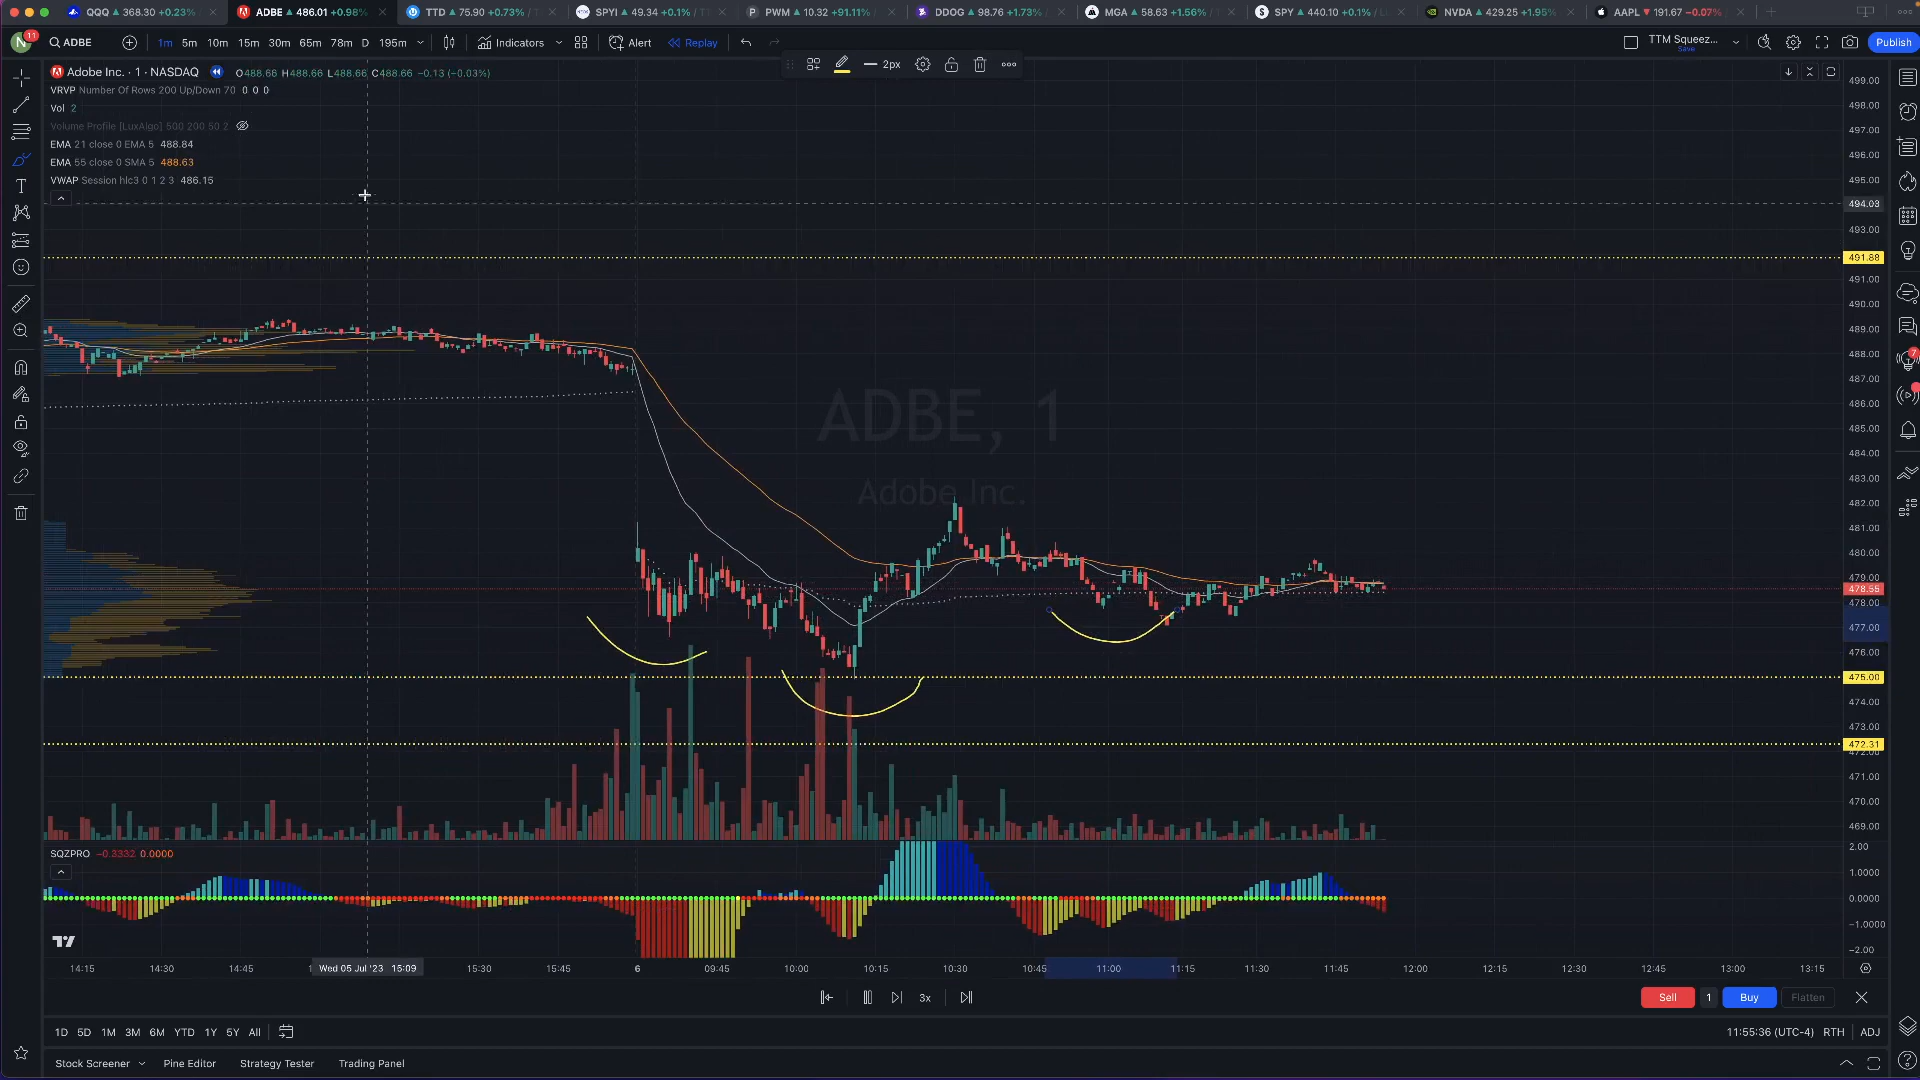 QQQ ▲ 368.30 +0.23%
ADBE ▲ 486.01 +0.98%
TTD ▲ 75.90 +0.73%
SPYI ▲ 49.34 +0.1%
PWM ▲ 10.32 +91.11%
DDOG ▲ 98.76 +1.73%
MGA ▲ 58.63 +1.56%
SPY ▲ 440.10 +0.1%
NVDA ▲ 429.25 +1.95%
AAPL ▼ 191.67 −0.07%
N 11 ADBE 1m 5m 10m 15m 30m 65m 78m D 195m Indicators Alert Replay TTM Squeez... Save Publish
2px
Adobe Inc. · 1 · NASDAQ O488.66 H488.66 L488.66 C488.66 −0.13 (−0.03%)
VRVP Number Of Rows 200 Up/Down 70 0 0 0
Vol 2
Volume Profile [LuxAlgo] 500 200 50 2
EMA 21 close 0 EMA 5 488.84
EMA 55 close 0 SMA 5 488.63
VWAP Session hlc3 0 1 2 3 486.15
ADBE, 1
Adobe Inc.
499.00
498.00
497.00
496.00
495.00
494.03
493.00
491.88
491.00
490.00
489.00
488.00
487.00
486.00
485.00
484.00
483.00
482.00
481.00
480.00
479.00
478.55
478.00
477.00
476.00
475.00
474.00
473.00
472.31
472.00
471.00
470.00
469.00
7
SQZPRO −0.3332 0.0000
2.00
1.0000
0.0000
−1.0000
−2.00
14:15 14:30 14:45 Wed 05 Jul '23 15:09 15:30 15:45 6 09:45 10:00 10:15 10:30 10:45 11:00 11:15 11:30 11:45 12:00 12:15 12:30 12:45 13:00 13:15
3x Sell 1 Buy Flatten
1D 5D 1M 3M 6M YTD 1Y 5Y All 11:55:36 (UTC-4) RTH ADJ
Stock Screener Pine Editor Strategy Tester Trading Panel